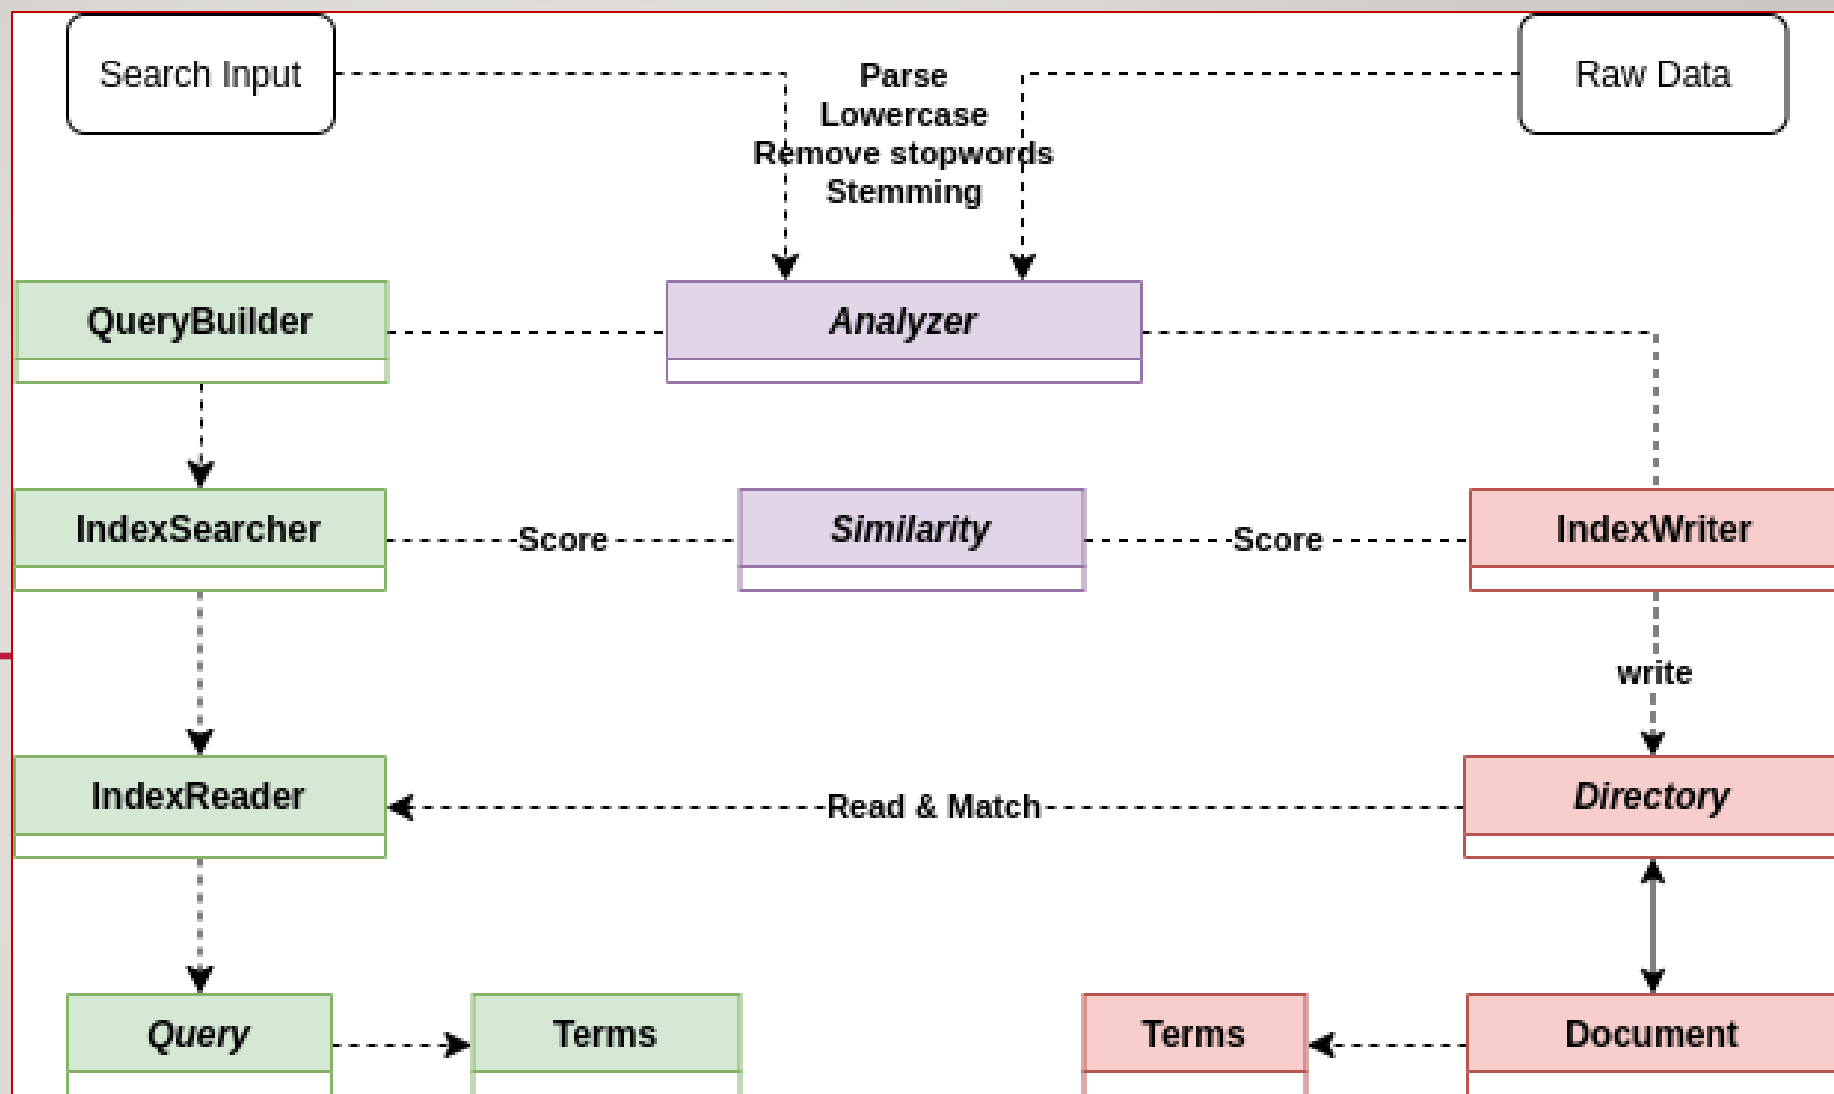 Search Input
Parse
Lowercase
Remove stopwords
Stemming
Raw Data
QueryBuilder
Analyzer
IndexSearcher
Score
Similarity
Score
IndexWriter
write
IndexReader
Read & Match
Directory
Query
Terms
Terms
Document